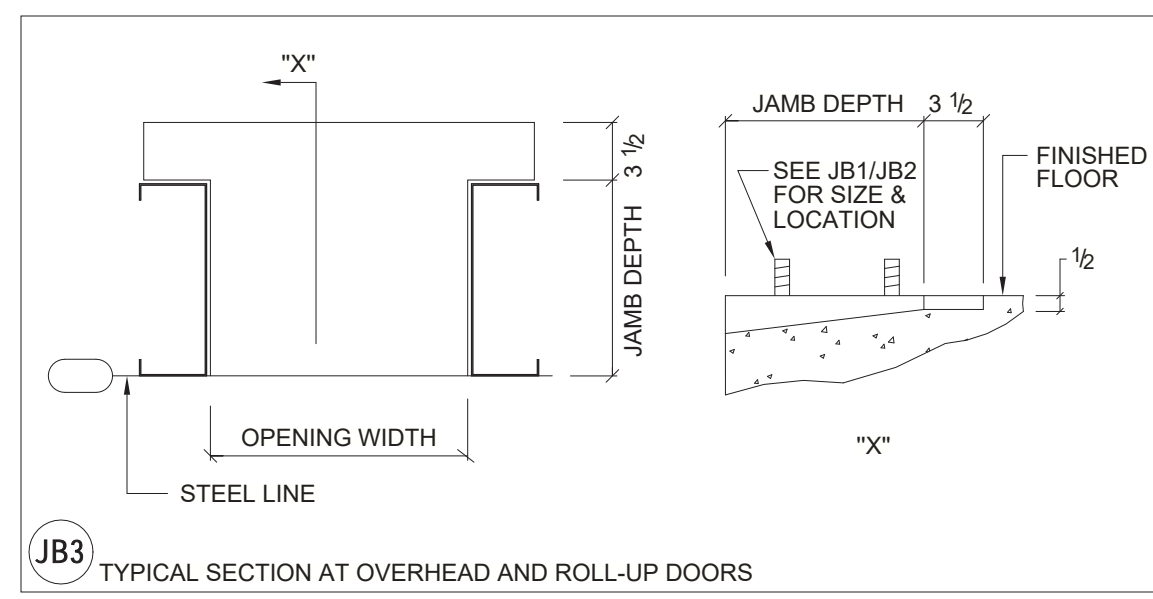 "X"
3 1/2
JAMB DEPTH
OPENING WIDTH
STEEL LINE
JAMB DEPTH
3 1/2
SEE JB1/JB2
FOR SIZE &
LOCATION
FINISHED
FLOOR
1/2
"X"
JB3
TYPICAL SECTION AT OVERHEAD AND ROLL-UP DOORS